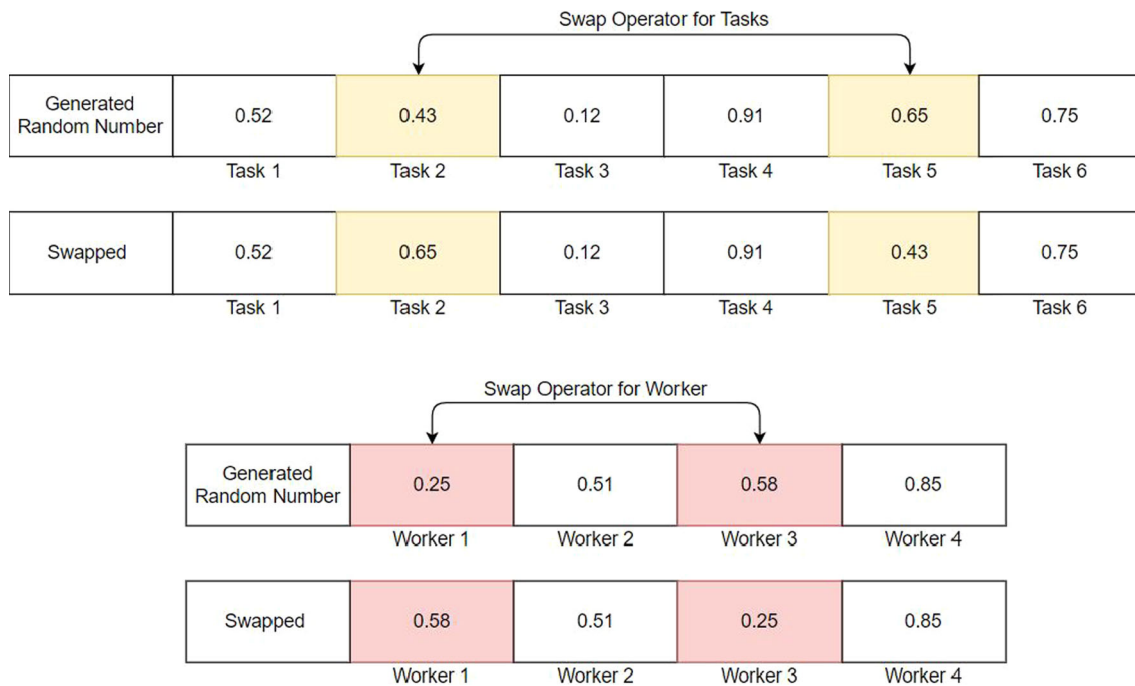 Swap Operator for Tasks
Generated
Random Number
0.52 0.43 0.12 0.91 0.65 0.75
Task 1 Task 2 Task 3 Task 4 Task 5 Task 6
Swapped 0.52 0.65 0.12 0.91 0.43 0.75
Task 1 Task 2 Task 3 Task 4 Task 5 Task 6
Swap Operator for Worker
Generated
Random Number
0.25 0.51 0.58 0.85
Worker 1 Worker 2 Worker 3 Worker 4
Swapped 0.58 0.51 0.25 0.85
Worker 1 Worker 2 Worker 3 Worker 4